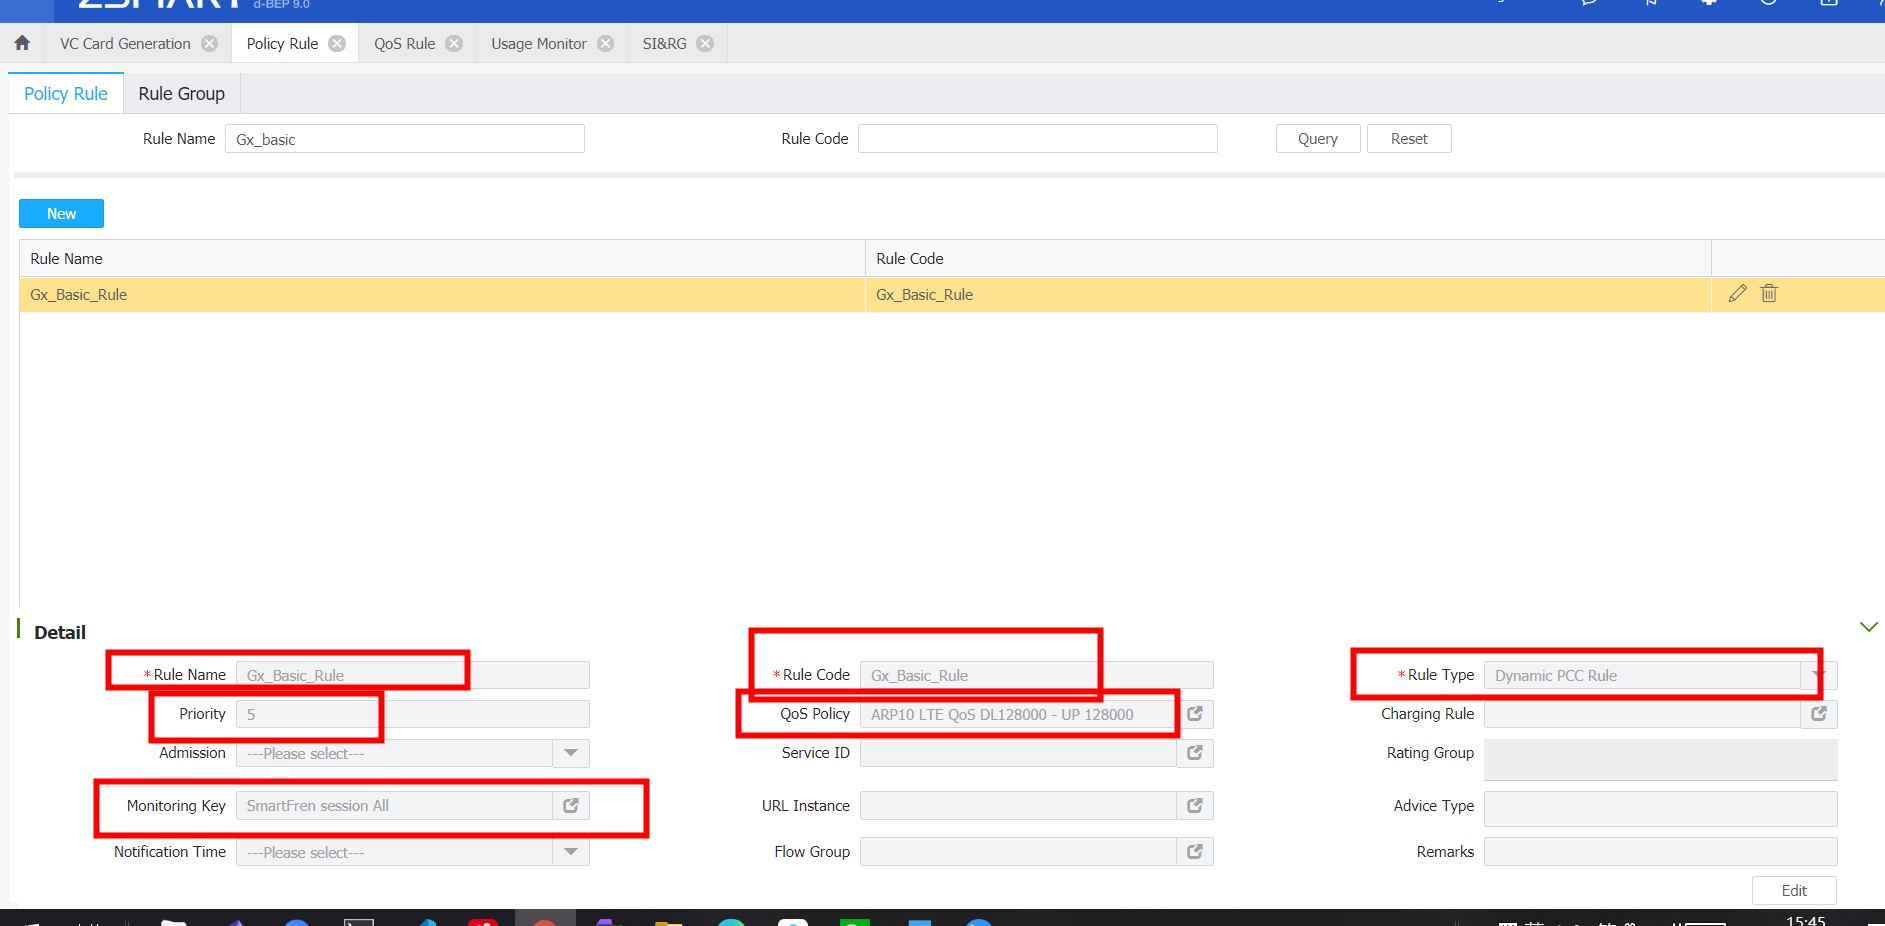 ZSMART d-BEP 9.0
VC Card Generation Policy Rule QoS Rule Usage Monitor SI&RG
Policy Rule Rule Group
Rule Name Gx_basic Rule Code Query Reset
New
Rule Name Rule Code
Gx_Basic_Rule Gx_Basic_Rule
Detail
*Rule Name Gx_Basic_Rule *Rule Code Gx_Basic_Rule *Rule Type Dynamic PCC Rule
Priority 5 QoS Policy ARP10 LTE QoS DL128000 - UP 128000 Charging Rule
Admission ---Please select--- Service ID Rating Group
Monitoring Key SmartFren session All URL Instance Advice Type
Notification Time ---Please select--- Flow Group Remarks
Edit
15:45